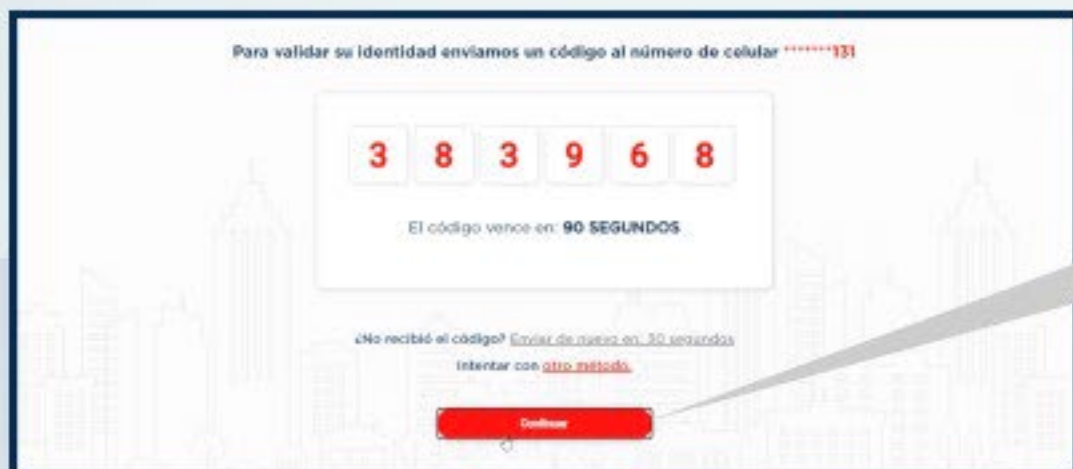 Para validar su identidad enviamos un código al número de celular *******131
3 8 3 9 6 8
El código vence en: 90 SEGUNDOS
¿No recibió el código? Enviar de nuevo en: 30 segundos
Intentar con otro método.
Continuar